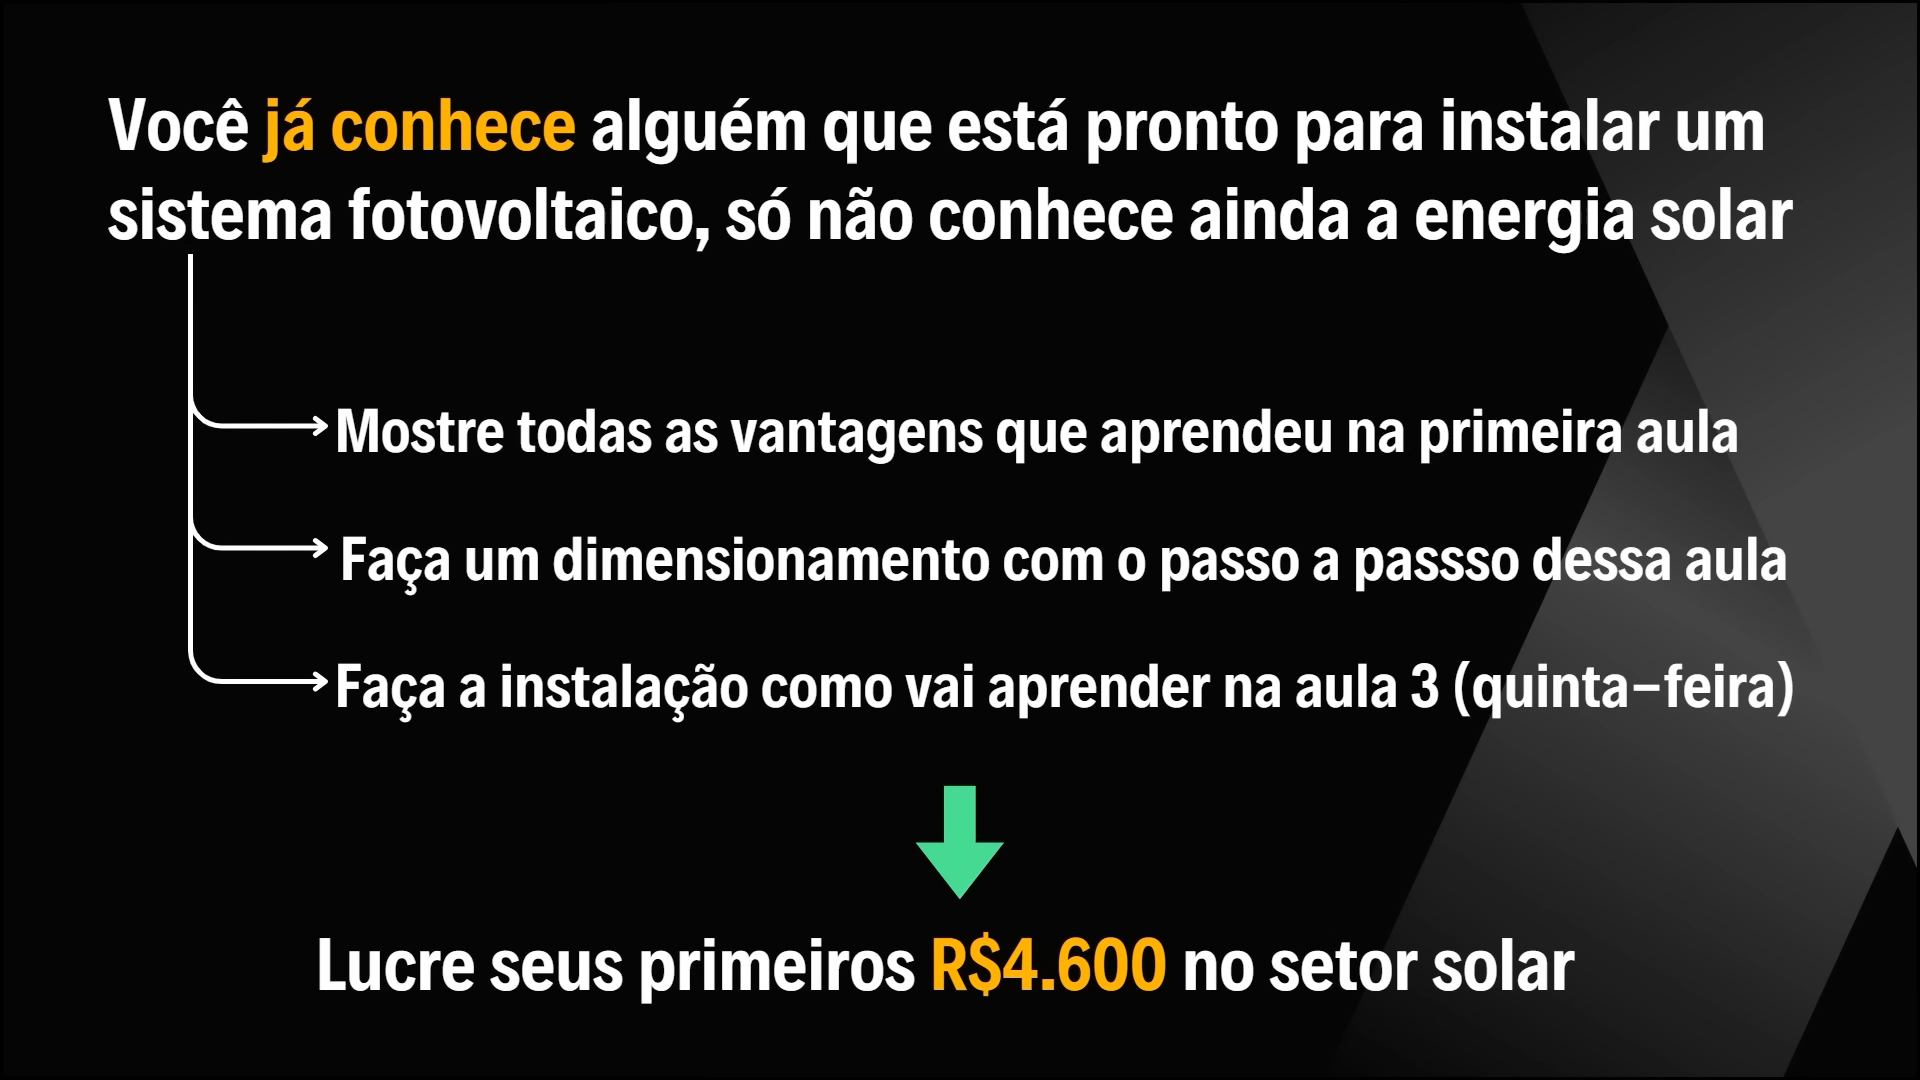 Você já conhece alguém que está pronto para instalar um
sistema fotovoltaico, só não conhece ainda a energia solar
Mostre todas as vantagens que aprendeu na primeira aula
Faça um dimensionamento com o passo a passso dessa aula
Faça a instalação como vai aprender na aula 3 (quinta-feira)
Lucre seus primeiros R$4.600 no setor solar